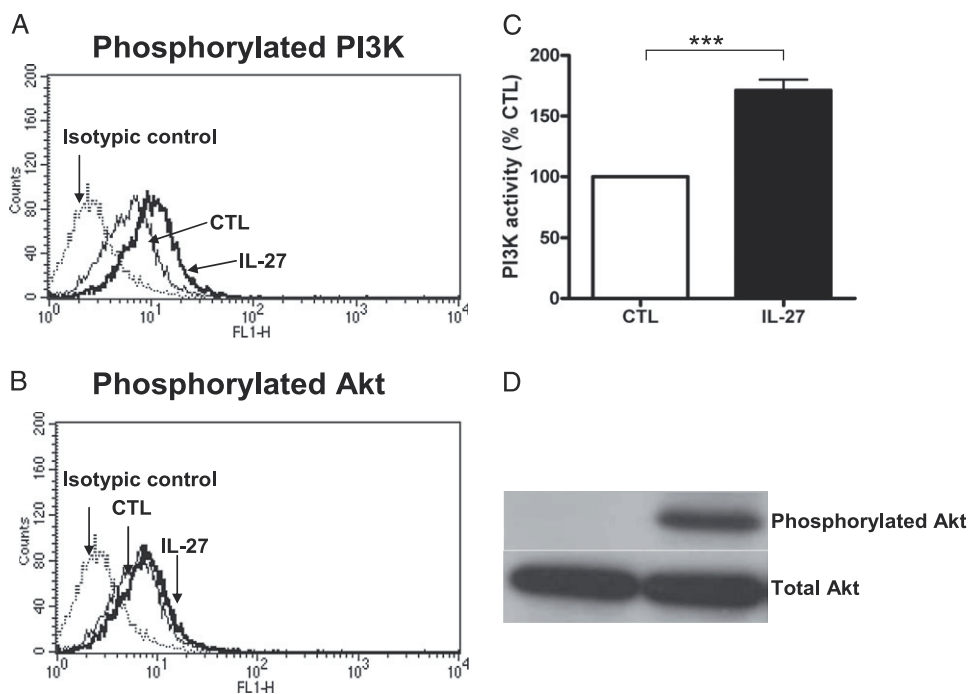 A
Phosphorylated PI3K
200
160
120
80
40
0
Counts
Isotypic control
CTL
IL-27
10^0 10^1 10^2 10^3 10^4
FL1-H
B
Phosphorylated Akt
200
160
120
80
40
0
Counts
Isotypic control
CTL
IL-27
10^0 10^1 10^2 10^3 10^4
FL1-H
C
PI3K activity (% CTL)
200
150
100
50
0
***
CTL IL-27
D
Phosphorylated Akt
Total Akt